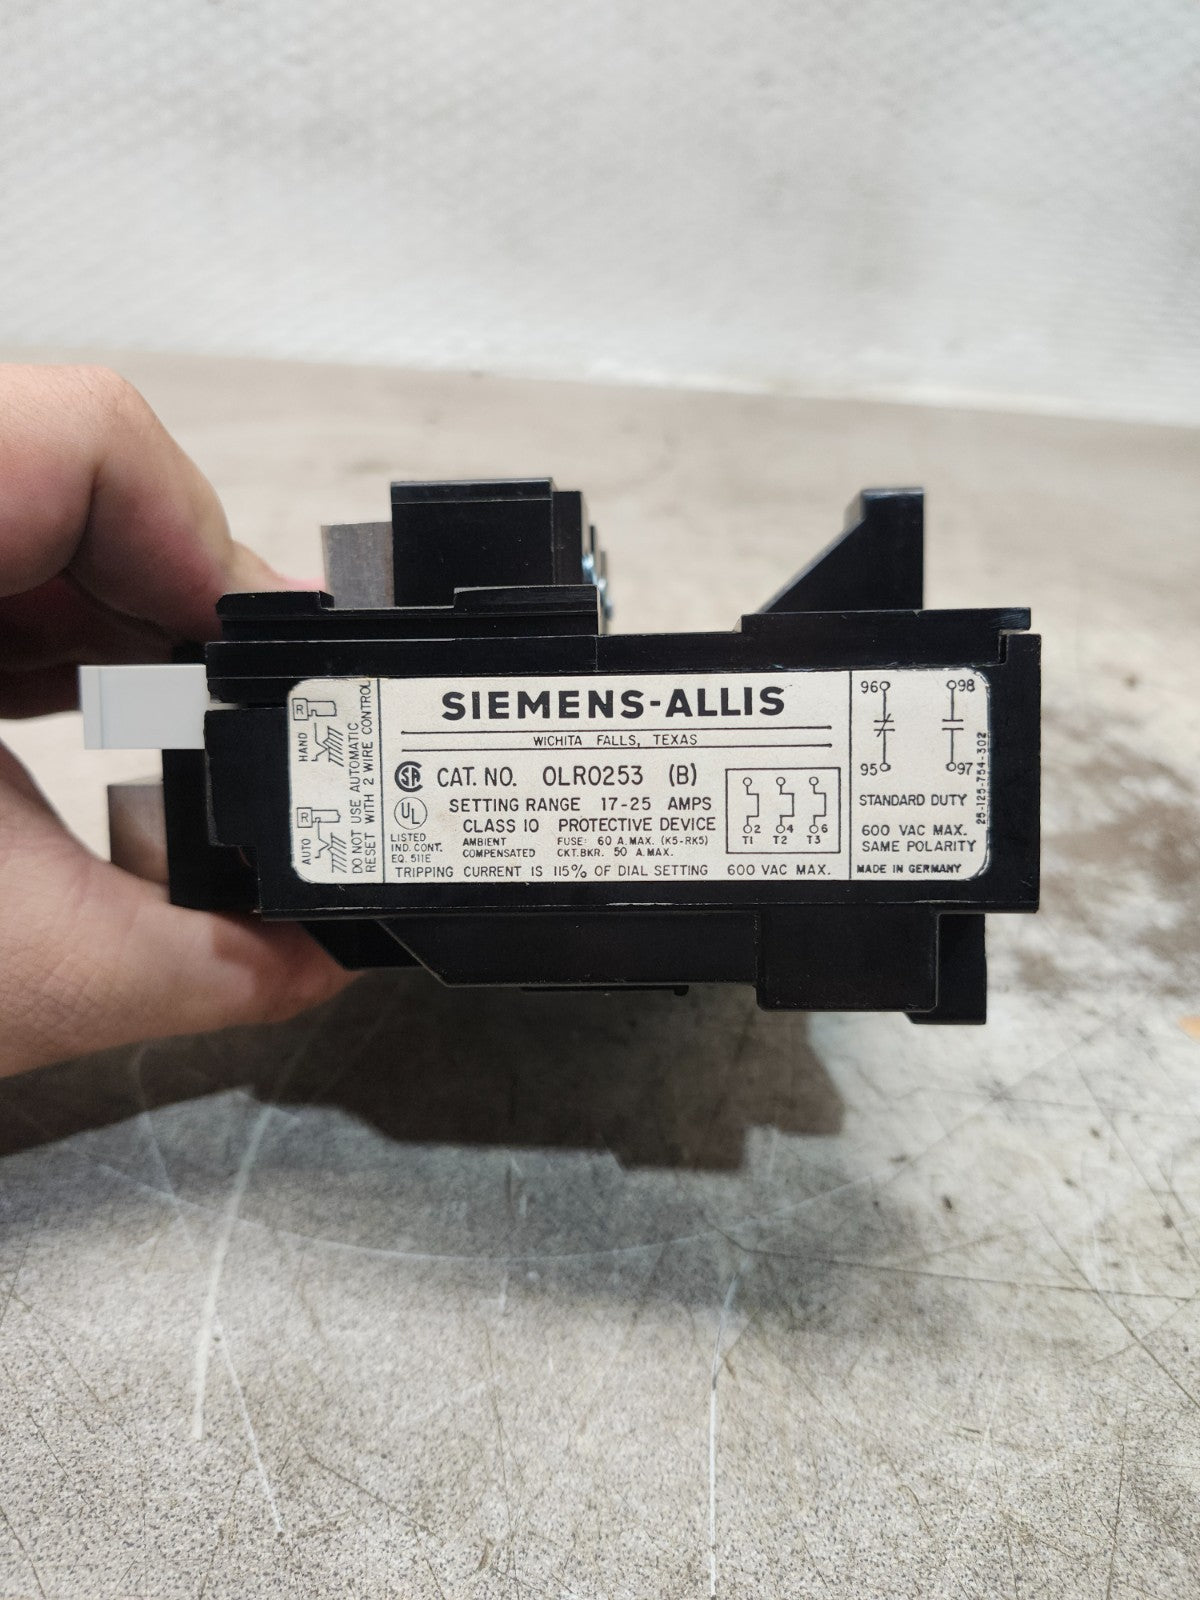 R
HAND
R
AUTO
DO NOT USE AUTOMATIC
RESET WITH 2 WIRE CONTROL
SIEMENS-ALLIS
WICHITA FALLS, TEXAS
SA CAT. NO. OLR0253 (B)
SETTING RANGE 17-25 AMPS
CLASS 10 PROTECTIVE DEVICE
UL
LISTED
IND. CONT.
EQ. 511E
AMBIENT
COMPENSATED
FUSE: 60 A.MAX. (K5-RK5)
CKT.BKR. 50 A.MAX.
TRIPPING CURRENT IS 115% OF DIAL SETTING 600 VAC MAX.
2 4 6
T1 T2 T3
96 98
95 97
STANDARD DUTY
600 VAC MAX.
SAME POLARITY
MADE IN GERMANY
25-125-754-302